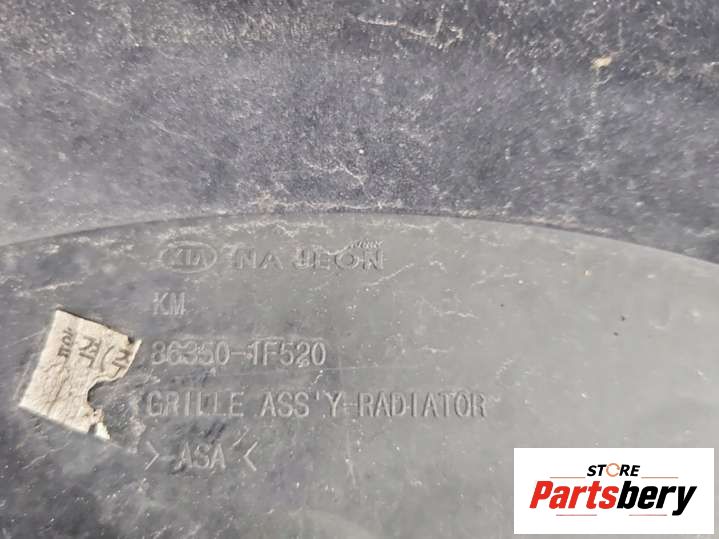 KIA NA JEON
KM
86350-1F520
GRILLE ASS'Y-RADIATOR
> ASA <
STORE
Partsbery